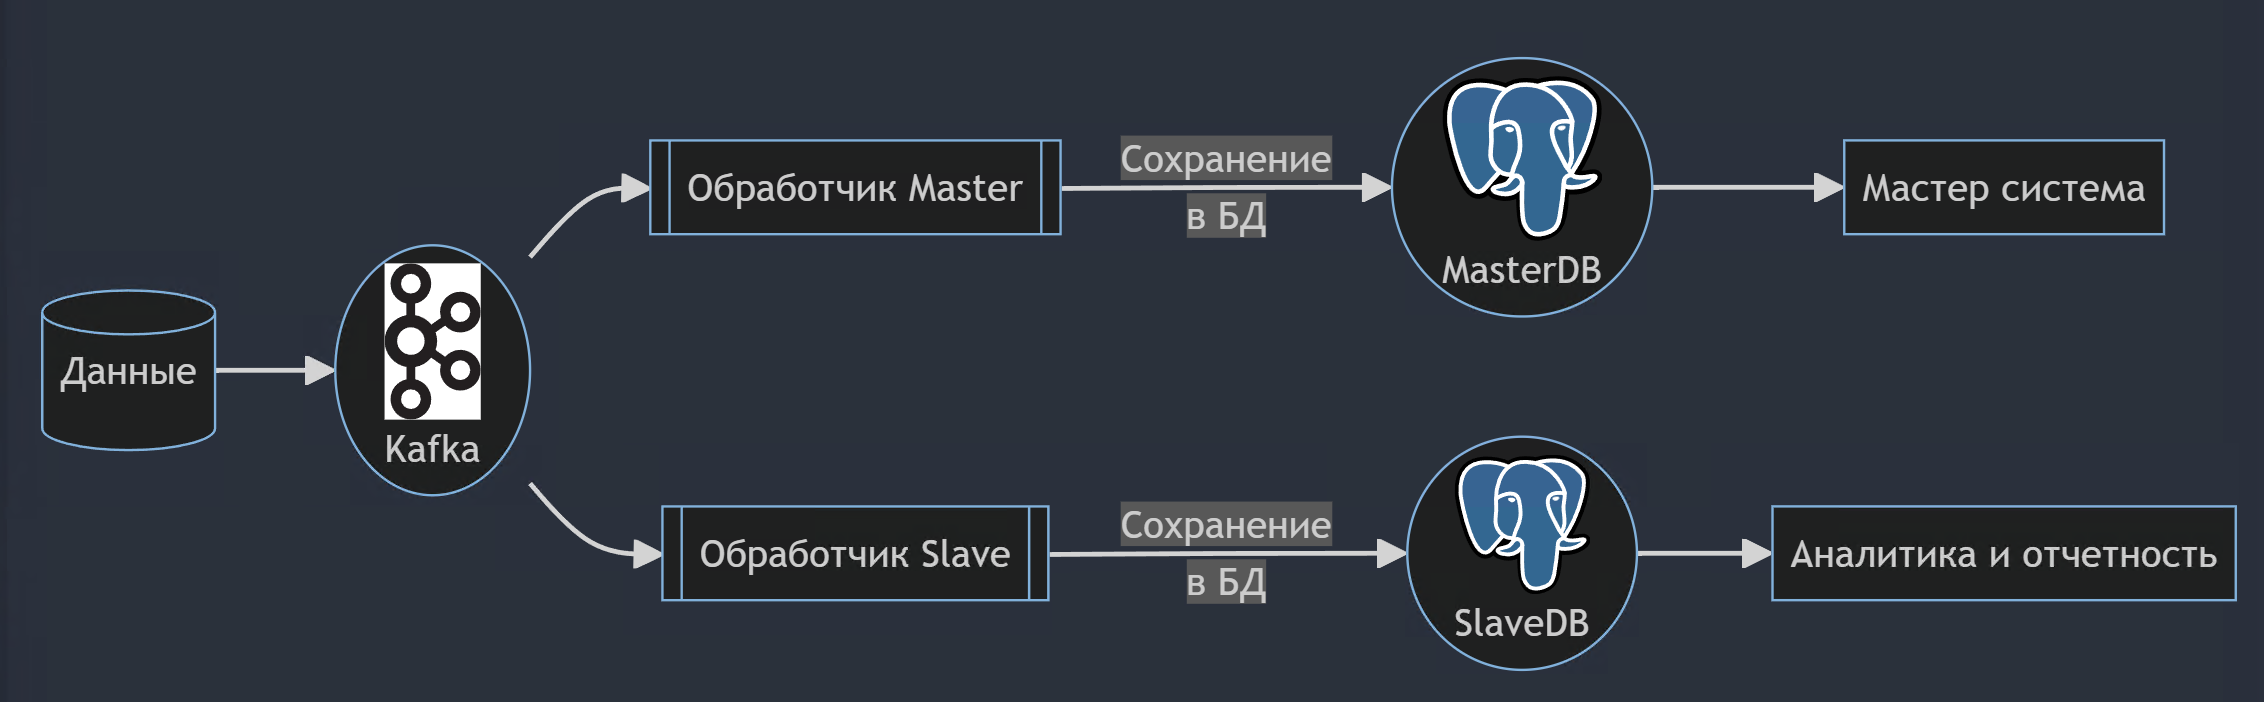 Данные
Kafka
Обработчик Master
Сохранение
в БД
MasterDB
Мастер система
Обработчик Slave
Сохранение
в БД
SlaveDB
Аналитика и отчетность